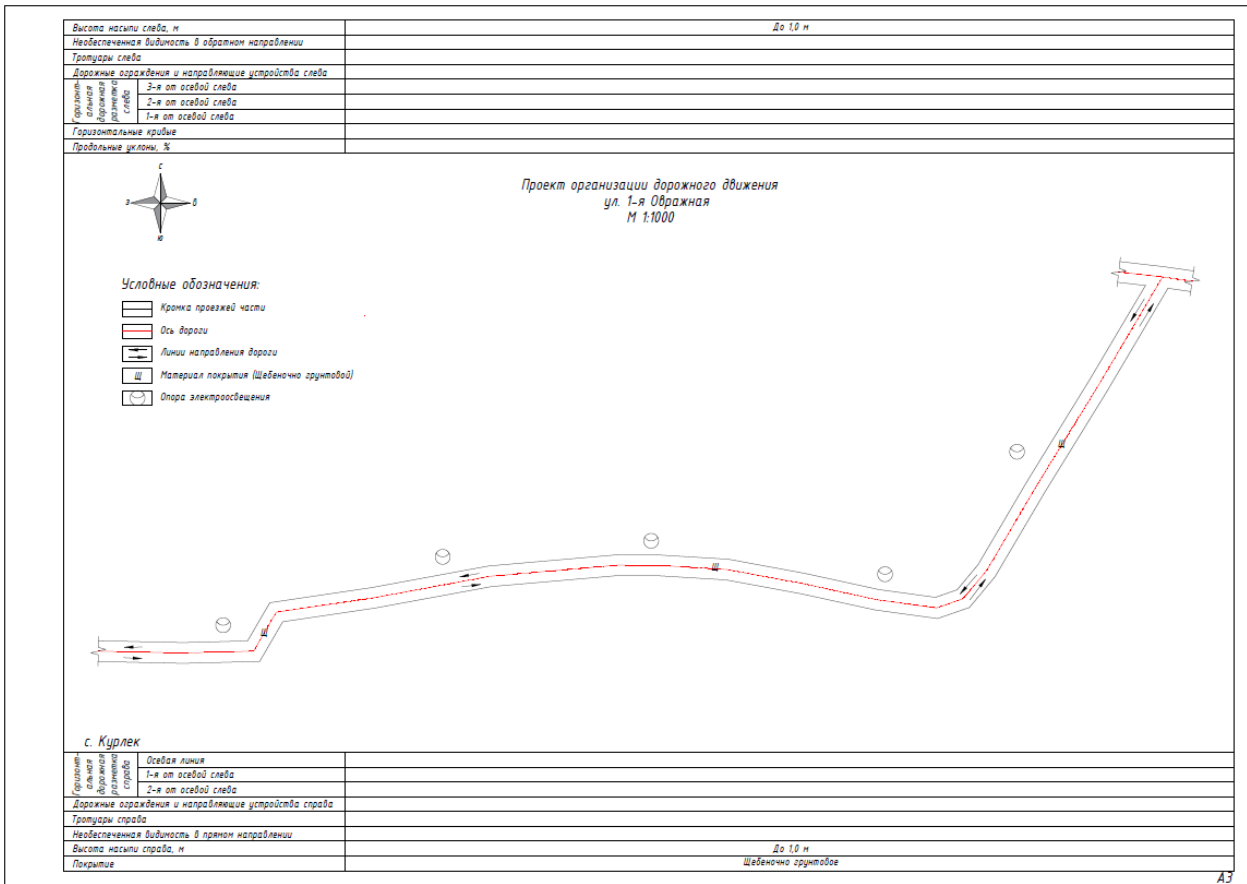 Высота насыпи слева, м До 1,0 м
Необеспеченная видимость в обратном направлении
Тротуары слева
Дорожные ограждения и направляющие устройства слева
Горизонт-
альная
дорожная
разметка
слева
3-я от осевой слева
2-я от осевой слева
1-я от осевой слева
Горизонтальные кривые
Продольные уклоны, %
с
з в
ю
Проект организации дорожного движения
ул. 1-я Овражная
М 1:1000
Условные обозначения:
Кромка проезжей части
Ось дороги
Линии направления дороги
Щ Материал покрытия (Щебеночно грунтовой)
Опора электроосвещения
Щ
Щ
Щ
с. Курлек
Горизонт-
альная
дорожная
разметка
справа
Осевая линия
1-я от осевой слева
2-я от осевой слева
Дорожные ограждения и направляющие устройства справа
Тротуары справа
Необеспеченная видимость в прямом направлении
Высота насыпи справа, м До 1,0 м
Покрытие Щебеночно грунтовое
А3